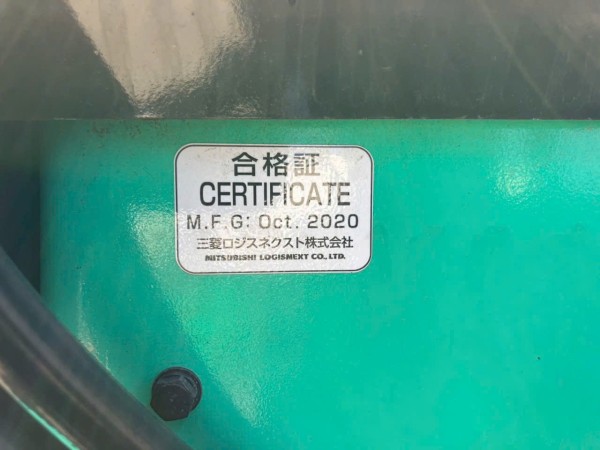 合格証
CERTIFICATE
M.F.G: Oct. 2020
三菱ロジスネクスト株式会社
MITSUBISHI LOGISNEXT CO., LTD.